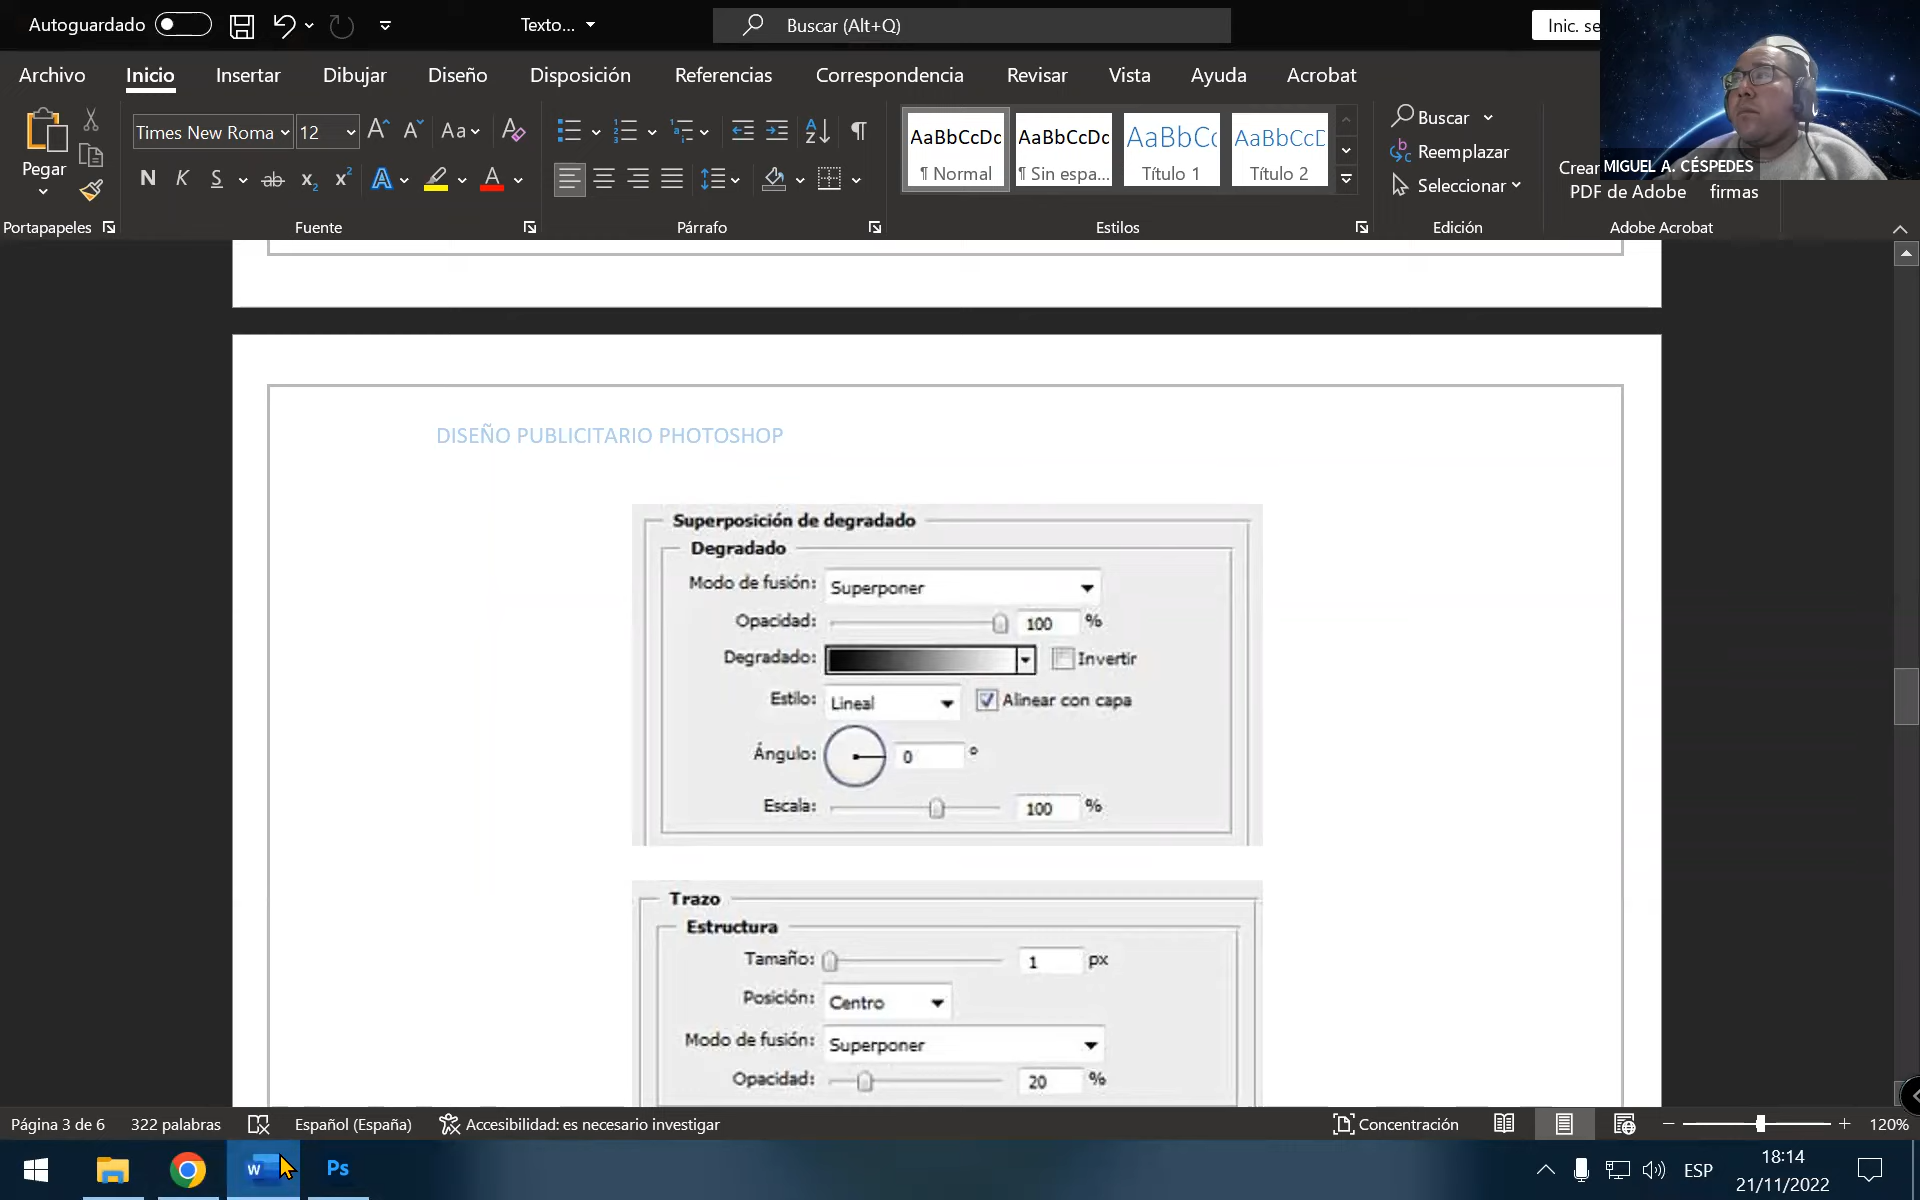 Autoguardado
Texto...
Buscar (Alt+Q)
Inic. se
Archivo Inicio Insertar Dibujar Diseño Disposición Referencias Correspondencia Revisar Vista Ayuda Acrobat
Pegar
Times New Roma 12
Aa
N K S ab x₂ x² A A
AaBbCcDc
¶ Normal
AaBbCcDc
¶ Sin espa...
AaBbCc
Título 1
AaBbCcD
Título 2
Buscar
Reemplazar
Seleccionar
Crear
PDF de Adobe
firmas
MIGUEL A. CÉSPEDES
Portapapeles Fuente Párrafo Estilos Edición Adobe Acrobat
DISEÑO PUBLICITARIO PHOTOSHOP
Superposición de degradado
Degradado
Modo de fusión: Superponer
Opacidad: 100 %
Degradado: Invertir
Estilo: Lineal Alinear con capa
Ángulo: 0 °
Escala: 100 %
Trazo
Estructura
Tamaño: 1 px
Posición: Centro
Modo de fusión: Superponer
Opacidad: 20 %
Página 3 de 6 322 palabras Español (España) Accesibilidad: es necesario investigar Concentración 120%
W Ps ESP 18:14
21/11/2022